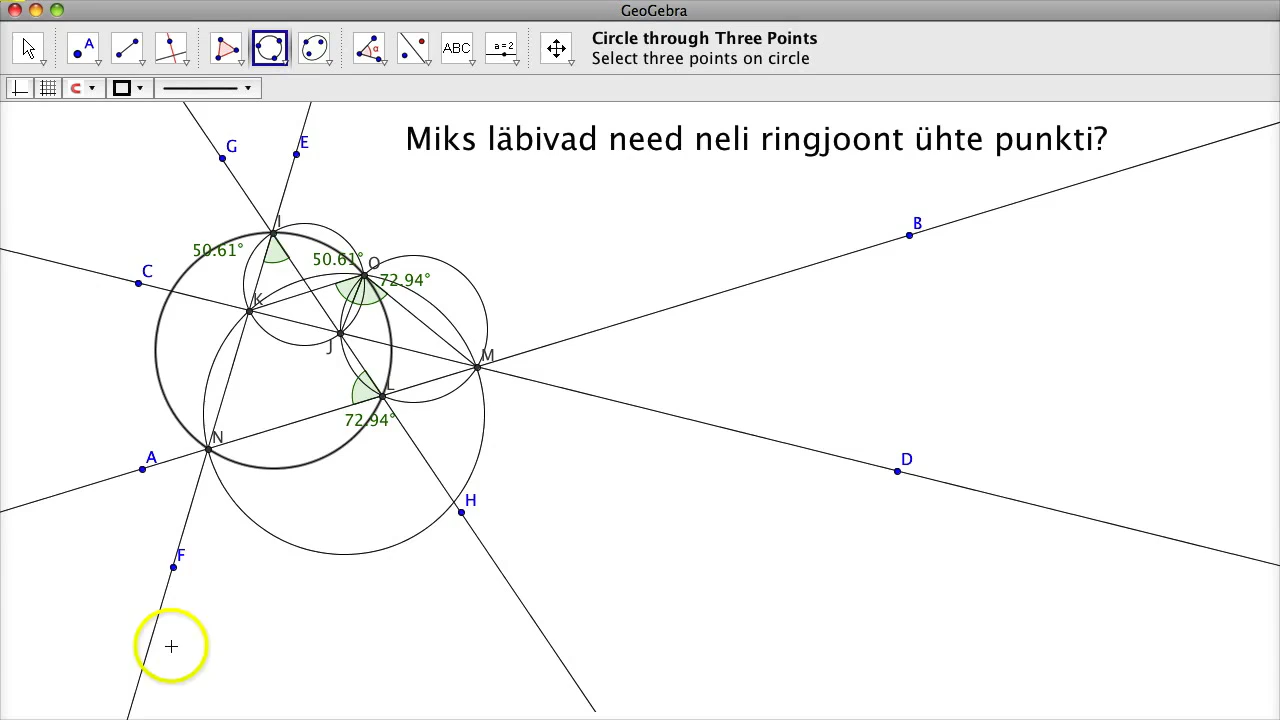 GeoGebra
A
ABC
a = 2
α
Circle through Three Points
Select three points on circle
Miks läbivad need neli ringjoont ühte punkti?
G
E
B
I
50.61°
50.61°
O
C
72.94°
K
J
M
L
72.94°
N
A
D
H
F